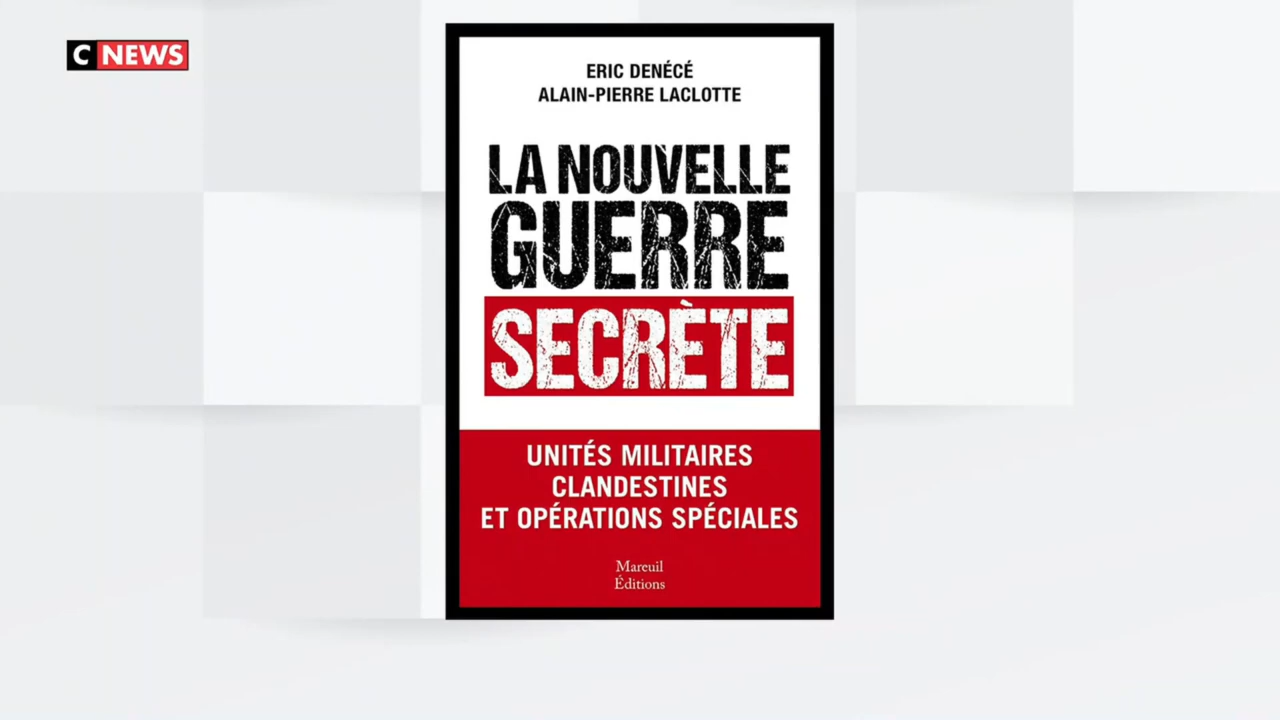 CNEWS
ERIC DENÉCÉ
ALAIN-PIERRE LACLOTTE
LA NOUVELLE
GUERRE
SECRÈTE
UNITÉS MILITAIRES
CLANDESTINES
ET OPÉRATIONS SPÉCIALES
Mareuil
Éditions